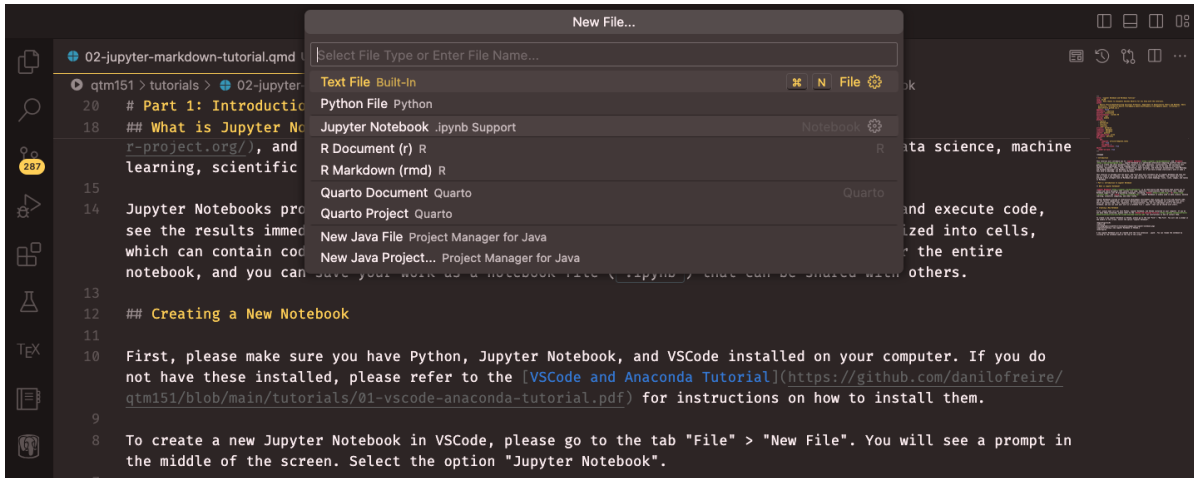 New File...
Select File Type or Enter File Name...
02-jupyter-markdown-tutorial.qmd
Text File Built-In ⌘ N File
qtm151 > tutorials > 02-jupyter-
Python File Python
20 # Part 1: Introductio
18 ## What is Jupyter No
Jupyter Notebook .ipynb Support Notebook
r-project.org/), and
R Document (r) R R
ata science, machine
287
learning, scientific
R Markdown (rmd) R
15
Quarto Document Quarto Quarto
14 Jupyter Notebooks pro
Quarto Project Quarto
and execute code,
see the results immed
New Java File Project Manager for Java
ized into cells,
which can contain cod
New Java Project... Project Manager for Java
r the entire
notebook, and you can save your work as a notebook file (`.ipynb`) that can be shared with others.
13
12 ## Creating a New Notebook
11
10 First, please make sure you have Python, Jupyter Notebook, and VSCode installed on your computer. If you do
TEX
not have these installed, please refer to the [VSCode and Anaconda Tutorial](https://github.com/danilofreire/
qtm151/blob/main/tutorials/01-vscode-anaconda-tutorial.pdf) for instructions on how to install them.
9
8 To create a new Jupyter Notebook in VSCode, please go to the tab "File" > "New File". You will see a prompt in
the middle of the screen. Select the option "Jupyter Notebook".